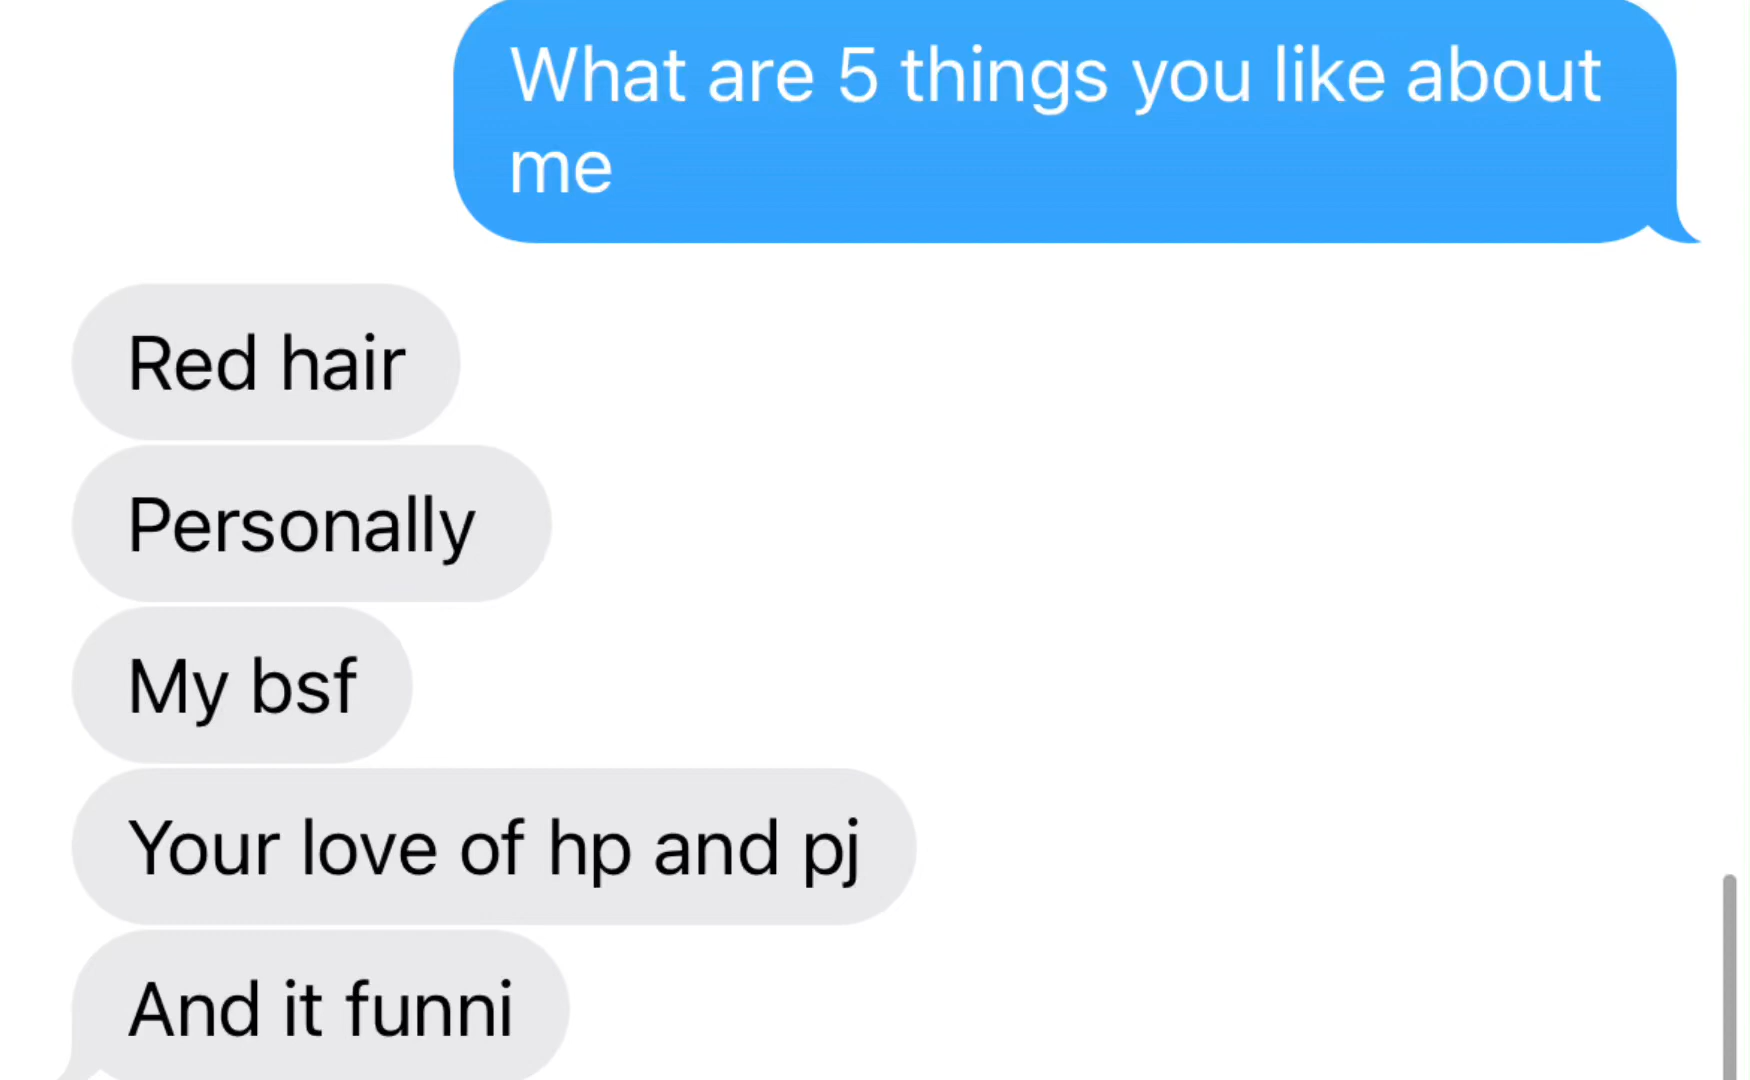 What are 5 things you like about
me
Red hair
Personally
My bsf
Your love of hp and pj
And it funni